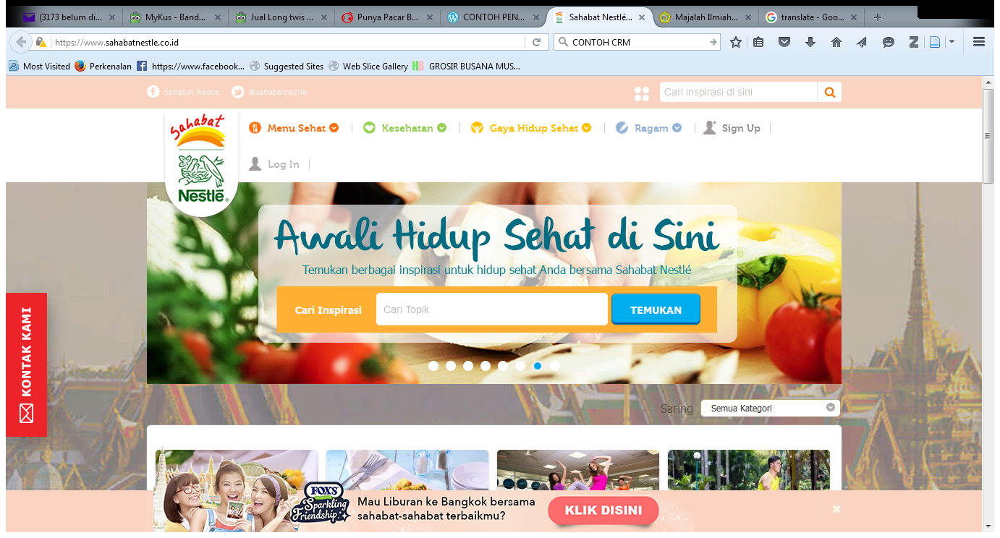 (3173 belum di...
MyKus - Band...
Jual Long twis ...
Punya Pacar B...
CONTOH PEN...
Sahabat Nestlé...
Majalah Ilmiah...
translate - Goo...
https://www.sahabatnestle.co.id
CONTOH CRM
Most Visited
Perkenalan
https://www.facebook...
Suggested Sites
Web Slice Gallery
HB
GROSIR BUSANA MUS...
Sahabat Nestle
@sahabatnestle
Cari inspirasi di sini
Sahabat
Nestlé
Menu Sehat
Kesehatan
Gaya Hidup Sehat
Ragam
Sign Up
Log In
Awali Hidup Sehat di Sini
Temukan berbagai inspirasi untuk hidup sehat Anda bersama Sahabat Nestlé
Cari Inspirasi
Cari Topik
TEMUKAN
KONTAK KAMI
Saring
Semua Kategori
FOX'S
Sparkling
Friendship
Mau Liburan ke Bangkok bersama
sahabat-sahabat terbaikmu?
KLIK DISINI